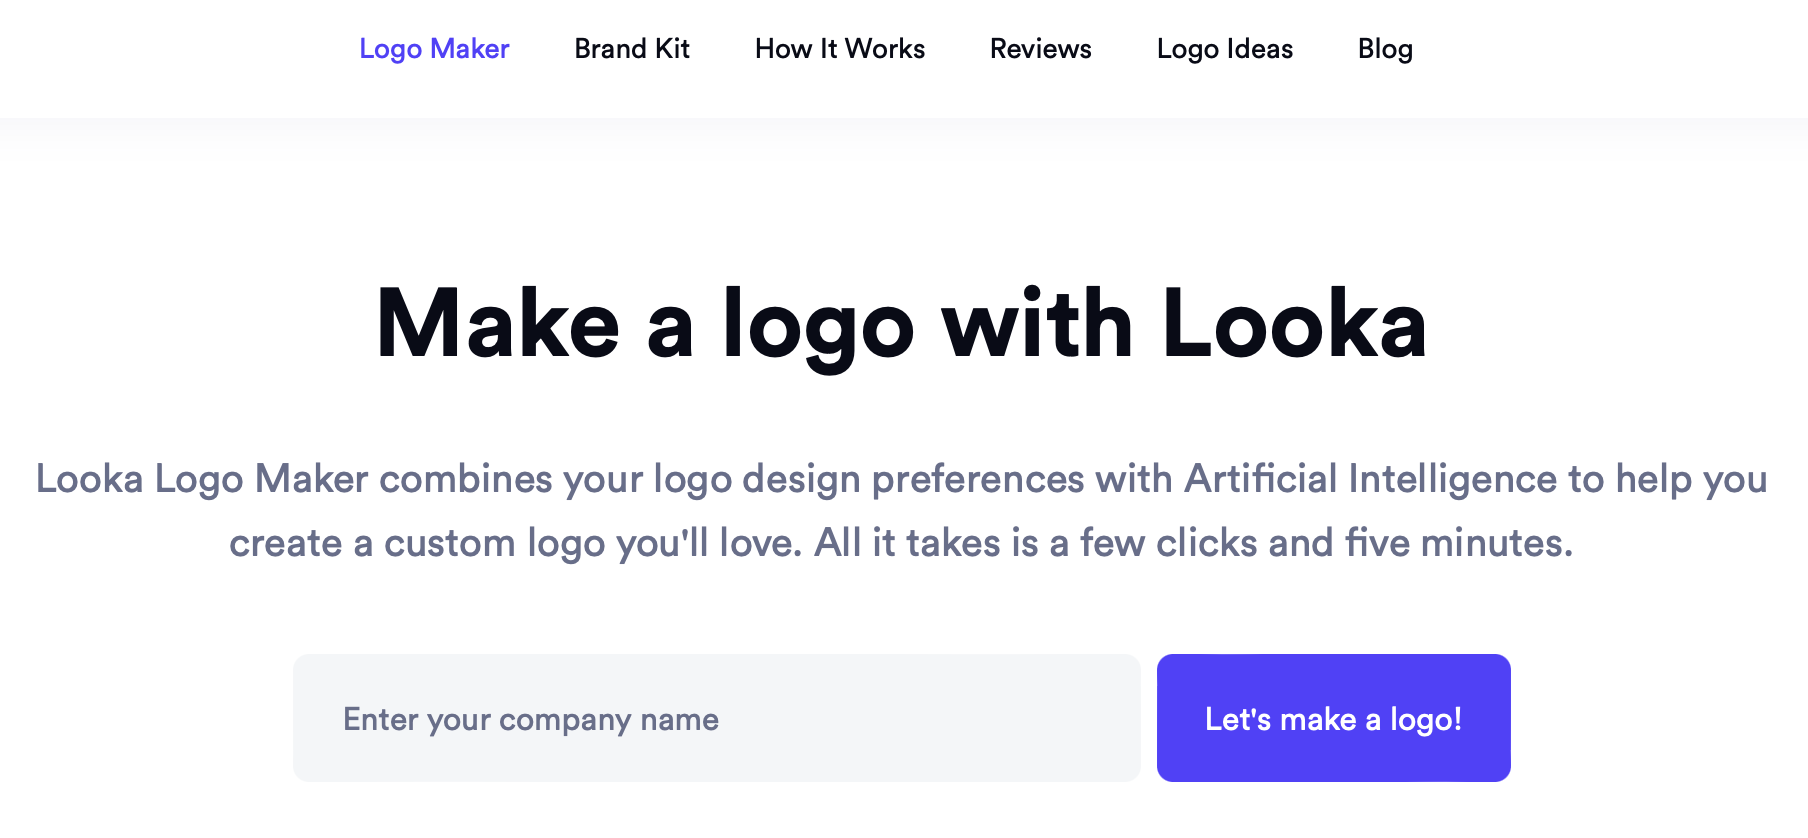 Logo Maker Brand Kit How It Works Reviews Logo Ideas Blog
Make a logo with Looka
Looka Logo Maker combines your logo design preferences with Artificial Intelligence to help you
create a custom logo you'll love. All it takes is a few clicks and five minutes.
Enter your company name Let's make a logo!